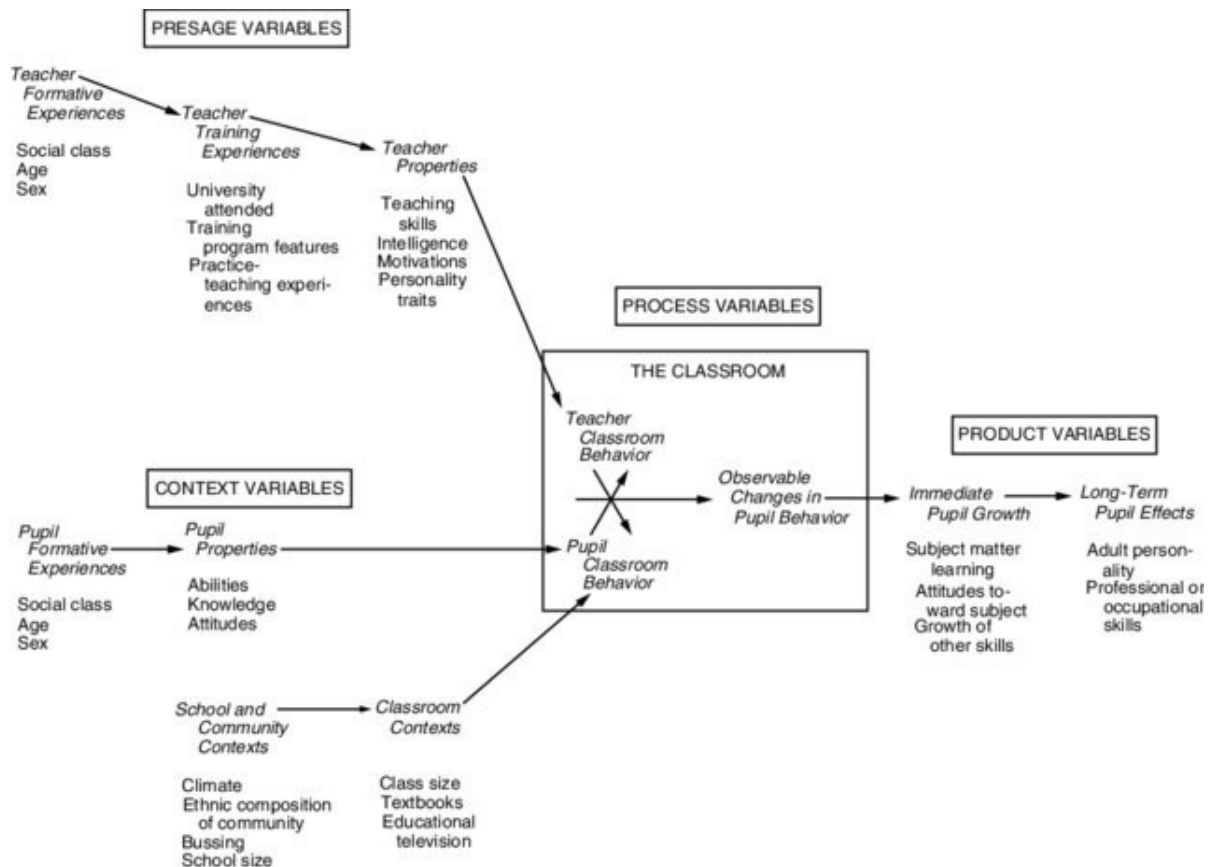 PRESAGE VARIABLES
Teacher
Formative
Experiences
Social class
Age
Sex
Teacher
Training
Experiences
University
attended
Training
program features
Practice-
teaching experi-
ences
Teacher
Properties
Teaching
skills
Intelligence
Motivations
Personality
traits
PROCESS VARIABLES
THE CLASSROOM
Teacher
Classroom
Behavior
Observable
Changes in
Pupil Behavior
Pupil
Classroom
Behavior
CONTEXT VARIABLES
Pupil
Formative
Experiences
Social class
Age
Sex
Pupil
Properties
Abilities
Knowledge
Attitudes
School and
Community
Contexts
Climate
Ethnic composition
of community
Bussing
School size
Classroom
Contexts
Class size
Textbooks
Educational
television
PRODUCT VARIABLES
Immediate
Pupil Growth
Subject matter
learning
Attitudes to-
ward subject
Growth of
other skills
Long-Term
Pupil Effects
Adult person-
ality
Professional or
occupational
skills